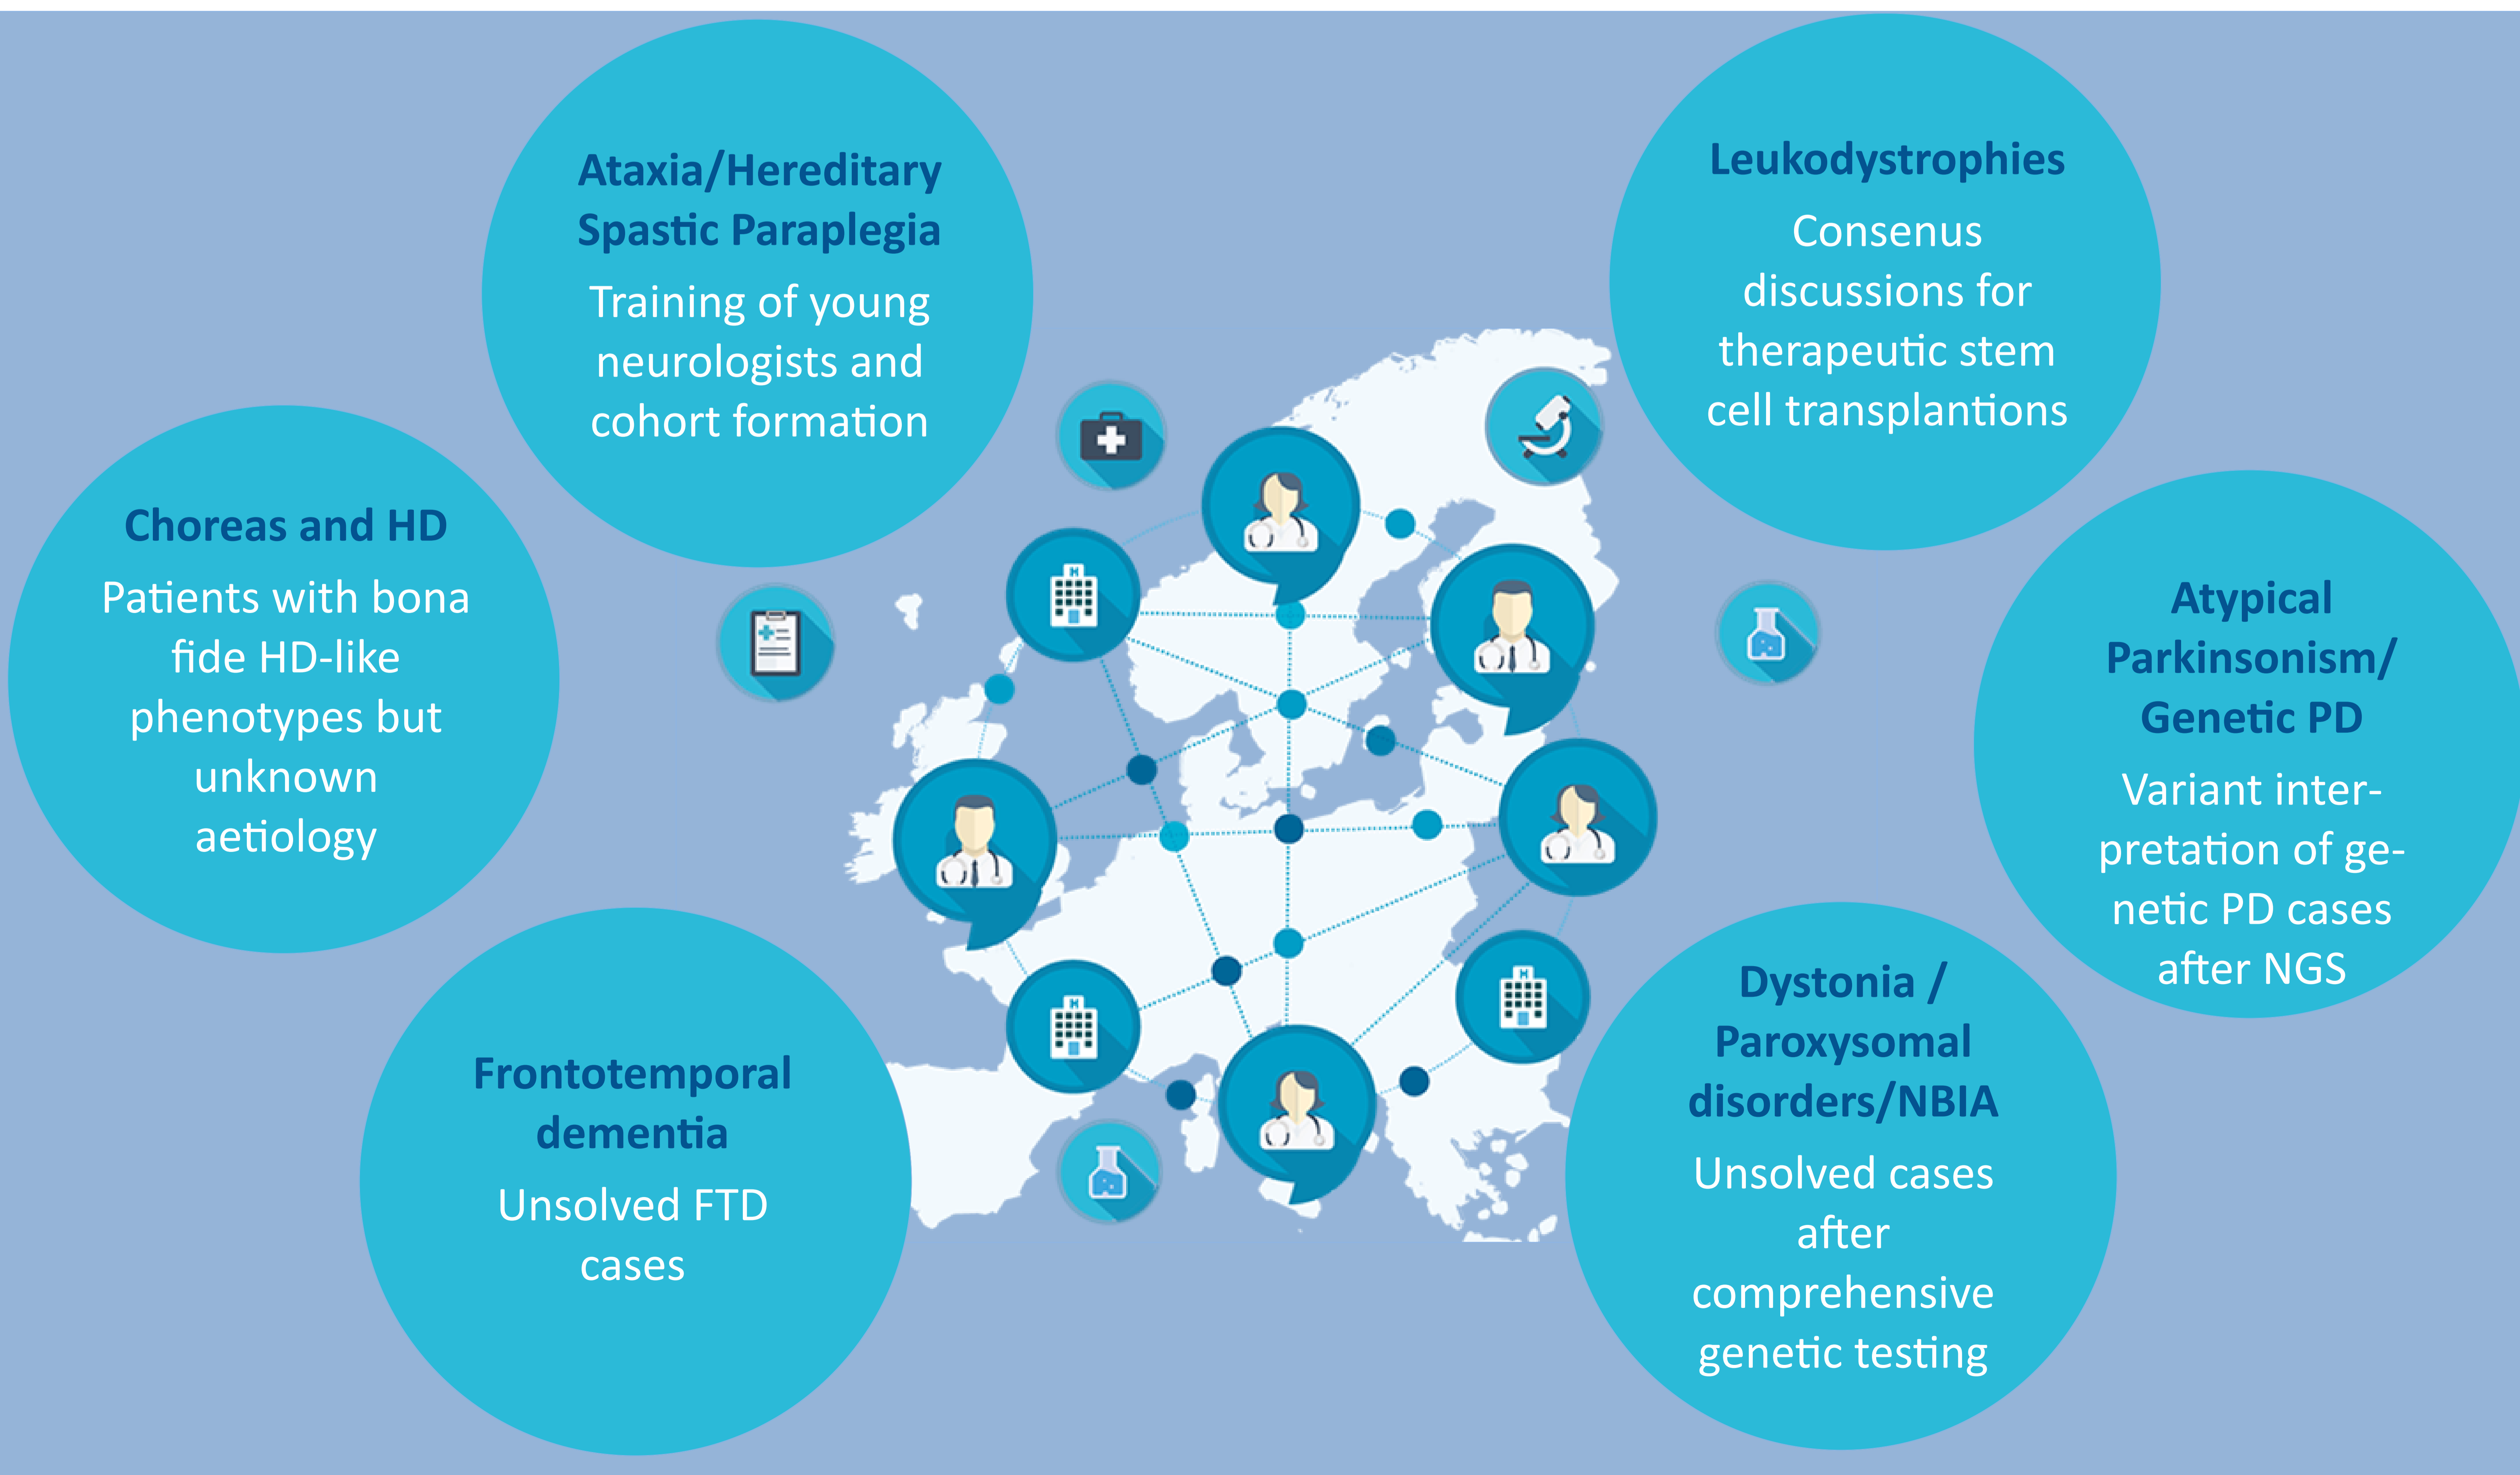 Ataxia/Hereditary
Spastic Paraplegia
Training of young
neurologists and
cohort formation
Leukodystrophies
Consenus
discussions for
therapeutic stem
cell transplantions
Choreas and HD
Patients with bona
fide HD-like
phenotypes but
unknown
aetiology
Atypical
Parkinsonism/
Genetic PD
Variant inter-
pretation of ge-
netic PD cases
after NGS
Frontotemporal
dementia
Unsolved FTD
cases
Dystonia /
Paroxysomal
disorders/NBIA
Unsolved cases
after
comprehensive
genetic testing
H
H
H